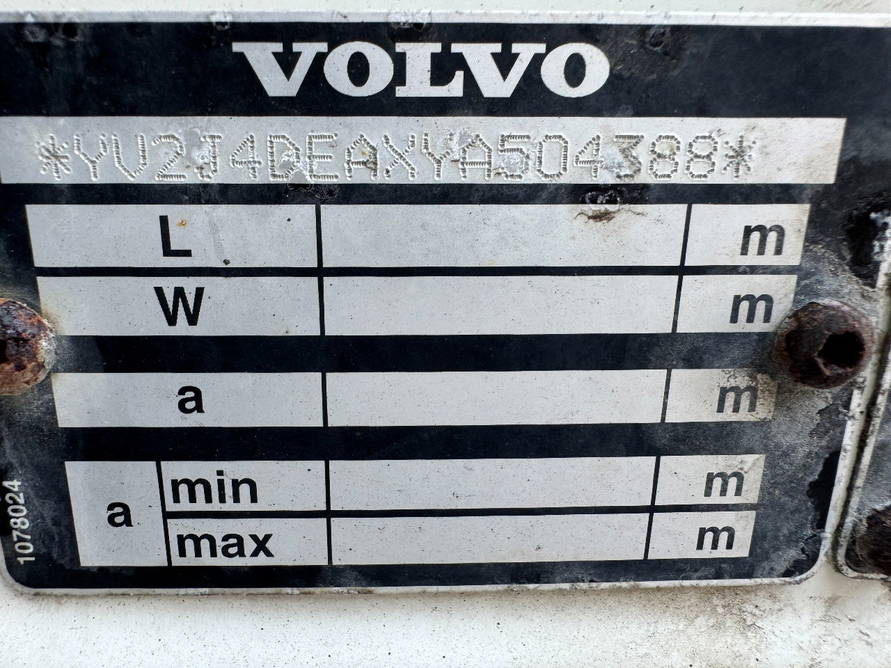 VOLVO
*YV2J4DEAXYA504388*
L m
W m
a m
min m
a
max m
1078024